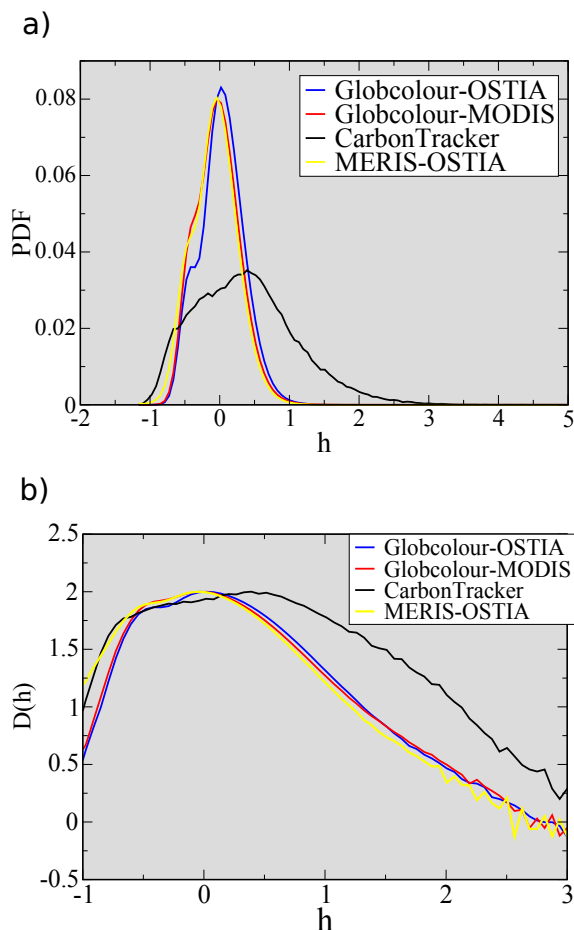 a)
Globcolour-OSTIA
Globcolour-MODIS
CarbonTracker
MERIS-OSTIA
PDF
0.08
0.06
0.04
0.02
0
-2 -1 0 1 2 3 4 5
h
b)
Globcolour-OSTIA
Globcolour-MODIS
CarbonTracker
MERIS-OSTIA
D(h)
2.5
2
1.5
1
0.5
0
-0.5
-1 0 1 2 3
h